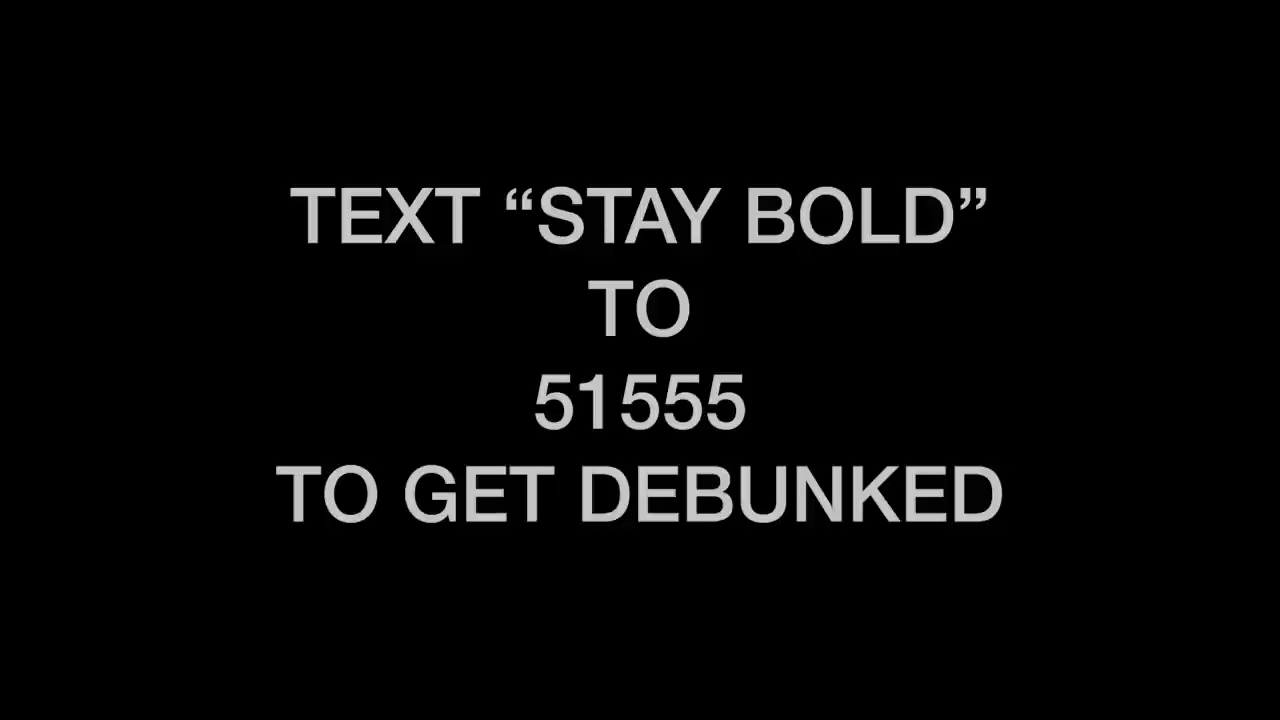 TEXT “STAY BOLD”
TO
51555
TO GET DEBUNKED